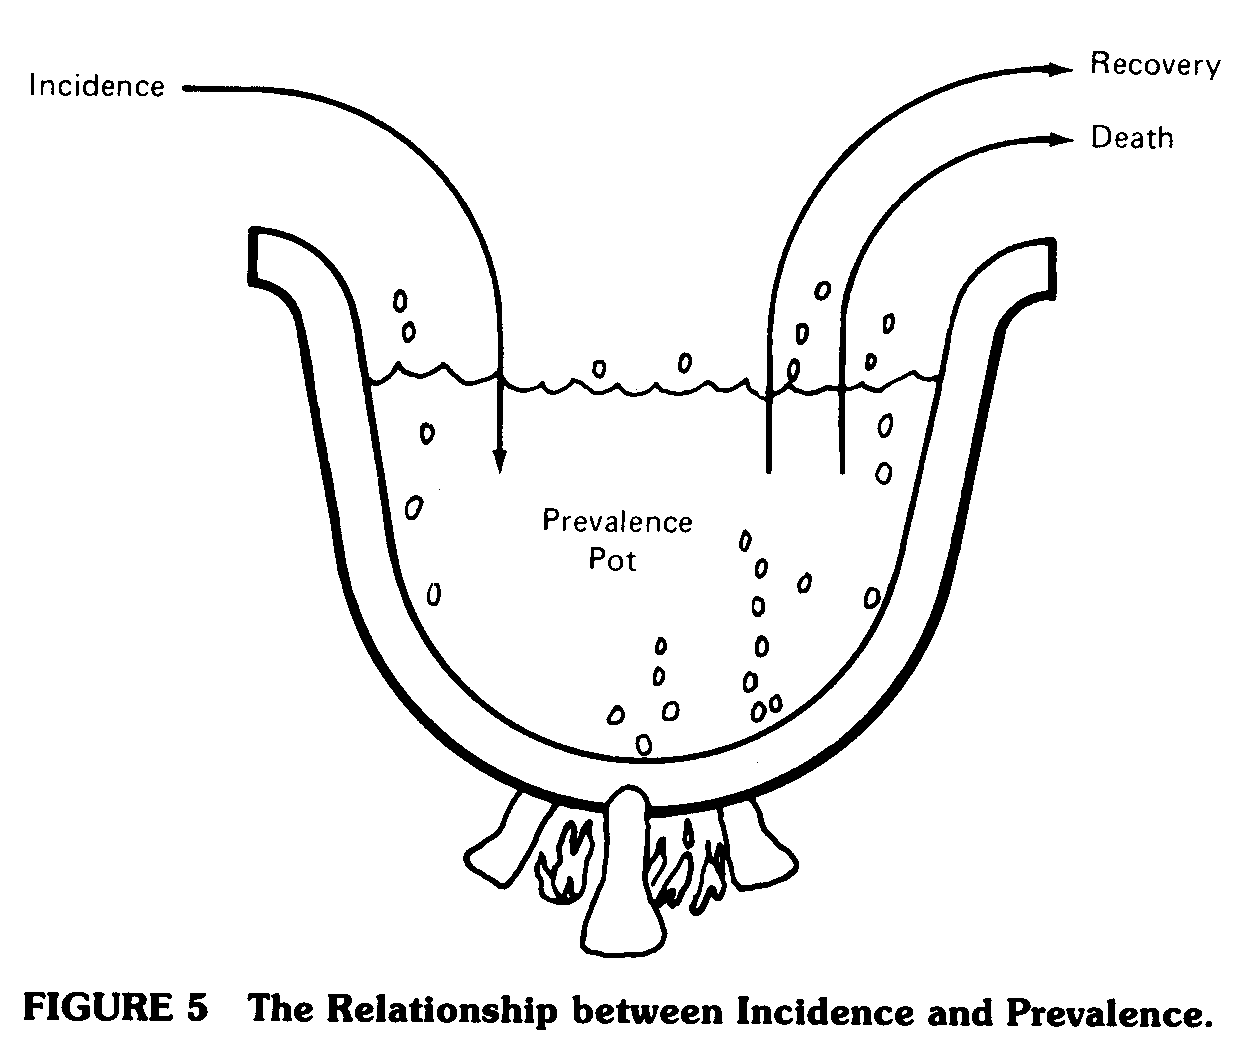 Incidence
Recovery
Death
Prevalence
Pot
FIGURE 5 The Relationship between Incidence and Prevalence.